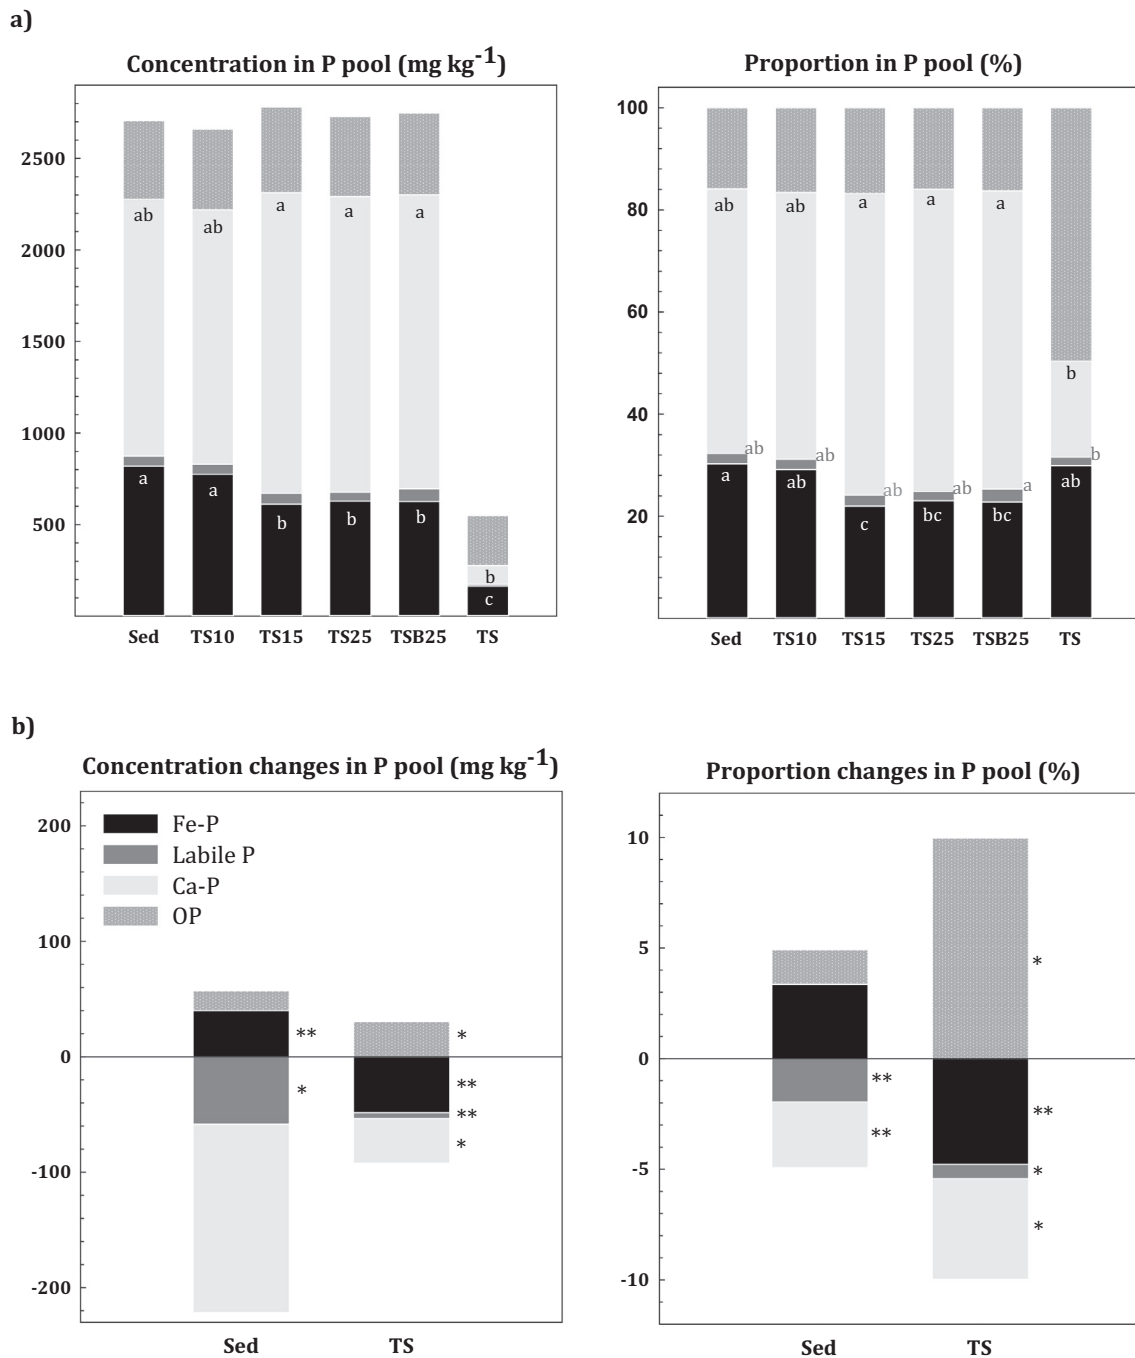 a)
Concentration in P pool (mg kg-1)
Proportion in P pool (%)
2500
2000
1500
1000
500
ab
ab
a
a
a
b
a
a
b
b
b
c
Sed TS10 TS15 TS25 TSB25 TS
100
80
60
40
20
ab
ab
a
a
a
b
ab
ab
ab
ab
a
b
a
ab
c
bc
bc
ab
Sed TS10 TS15 TS25 TSB25 TS
b)
Concentration changes in P pool (mg kg-1)
Proportion changes in P pool (%)
200
100
0
-100
-200
Fe-P
Labile P
Ca-P
OP
**
*
*
**
**
*
Sed TS
10
5
0
-5
-10
**
**
*
**
*
*
Sed TS